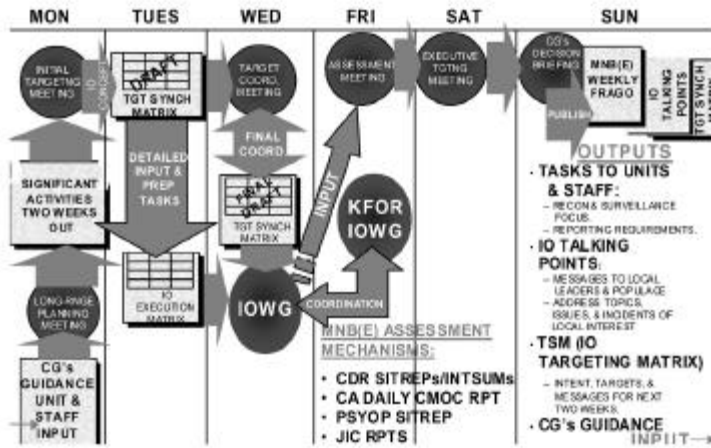 MON
TUES
WED
FRI
SAT
SUN
INITIAL
TARGETING
MEETING
IO
CONCEPT
DRAFT
TGT SYNCH
MATRIX
TARGET
COORD.
MEETING
ASSESSMENT
MEETING
EXECUTIVE
TGTNG
MEETING
CG's
DECISION
BRIEFING
PUBLISH
MNB(E)
WEEKLY
FRAGO
IO
TALKING
POINTS
TGT SYNCH
MATRIX
SIGNIFICANT
ACTIVITIES
TWO WEEKS
OUT
DETAILED
INPUT &
PREP
TASKS
FINAL
COORD
FINAL
DRAFT
TGT SYNCH
MATRIX
INPUT
KFOR
IOWG
IOWG
COORDINATION
IO
EXECUTION
MATRIX
LONG-RNGE
PLANNING
MEETING
CG's
GUIDANCE
UNIT &
STAFF
INPUT
MNB(E) ASSESSMENT
MECHANISMS:
• CDR SITREPs/INTSUMs
• CA DAILY CMOC RPT
• PSYOP SITREP
• JIC RPTS
OUTPUTS
· TASKS TO UNITS
& STAFF:
– RECON & SURVEILLANCE
FOCUS.
– REPORTING REQUIREMENTS.
· IO TALKING
POINTS:
– MESSAGES TO LOCAL
LEADERS & POPULACE
– ADDRESS TOPICS,
ISSUES, & INCIDENTS OF
LOCAL INTEREST
· TSM (IO
TARGETING MATRIX)
– INTENT, TARGETS, &
MESSAGES FOR NEXT
TWO WEEKS.
· CG's GUIDANCE
INPUT